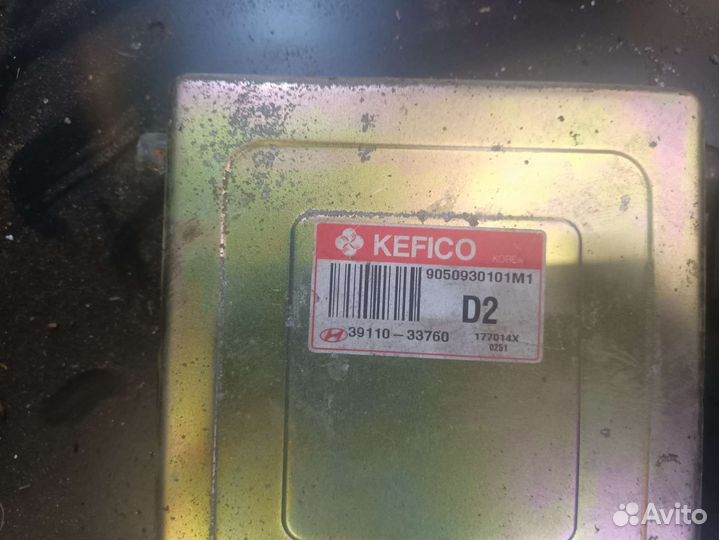 KEFICO
KOREA
9050930101M1
D2
39110-33760
177014X
0251
Avito